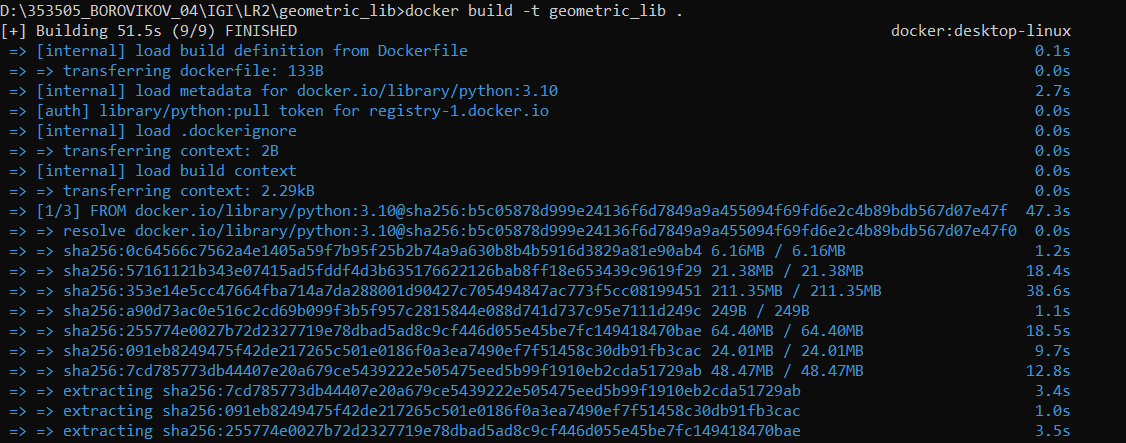 D:\353505_BOROVIKOV_04\IGI\LR2\geometric_lib>docker build -t geometric_lib .
[+] Building 51.5s (9/9) FINISHED docker:desktop-linux
=> [internal] load build definition from Dockerfile 0.1s
=> => transferring dockerfile: 133B 0.0s
=> [internal] load metadata for docker.io/library/python:3.10 2.7s
=> [auth] library/python:pull token for registry-1.docker.io 0.0s
=> [internal] load .dockerignore 0.0s
=> => transferring context: 2B 0.0s
=> [internal] load build context 0.0s
=> => transferring context: 2.29kB 0.0s
=> [1/3] FROM docker.io/library/python:3.10@sha256:b5c05878d999e24136f6d7849a9a455094f69fd6e2c4b89bdb567d07e47f 47.3s
=> => resolve docker.io/library/python:3.10@sha256:b5c05878d999e24136f6d7849a9a455094f69fd6e2c4b89bdb567d07e47f0 0.0s
=> => sha256:0c64566c7562a4e1405a59f7b95f25b2b74a9a630b8b4b5916d3829a81e90ab4 6.16MB / 6.16MB 1.2s
=> => sha256:57161121b343e07415ad5fddf4d3b635176622126bab8ff18e653439c9619f29 21.38MB / 21.38MB 18.4s
=> => sha256:353e14e5cc47664fba714a7da288001d90427c705494847ac773f5cc08199451 211.35MB / 211.35MB 38.6s
=> => sha256:a90d73ac0e516c2cd69b099f3b5f957c2815844e088d741d737c95e7111d249c 249B / 249B 1.1s
=> => sha256:255774e0027b72d2327719e78dbad5ad8c9cf446d055e45be7fc149418470bae 64.40MB / 64.40MB 18.5s
=> => sha256:091eb8249475f42de217265c501e0186f0a3ea7490ef7f51458c30db91fb3cac 24.01MB / 24.01MB 9.7s
=> => sha256:7cd785773db44407e20a679ce5439222e505475eed5b99f1910eb2cda51729ab 48.47MB / 48.47MB 12.8s
=> => extracting sha256:7cd785773db44407e20a679ce5439222e505475eed5b99f1910eb2cda51729ab 3.4s
=> => extracting sha256:091eb8249475f42de217265c501e0186f0a3ea7490ef7f51458c30db91fb3cac 1.0s
=> => extracting sha256:255774e0027b72d2327719e78dbad5ad8c9cf446d055e45be7fc149418470bae 3.5s